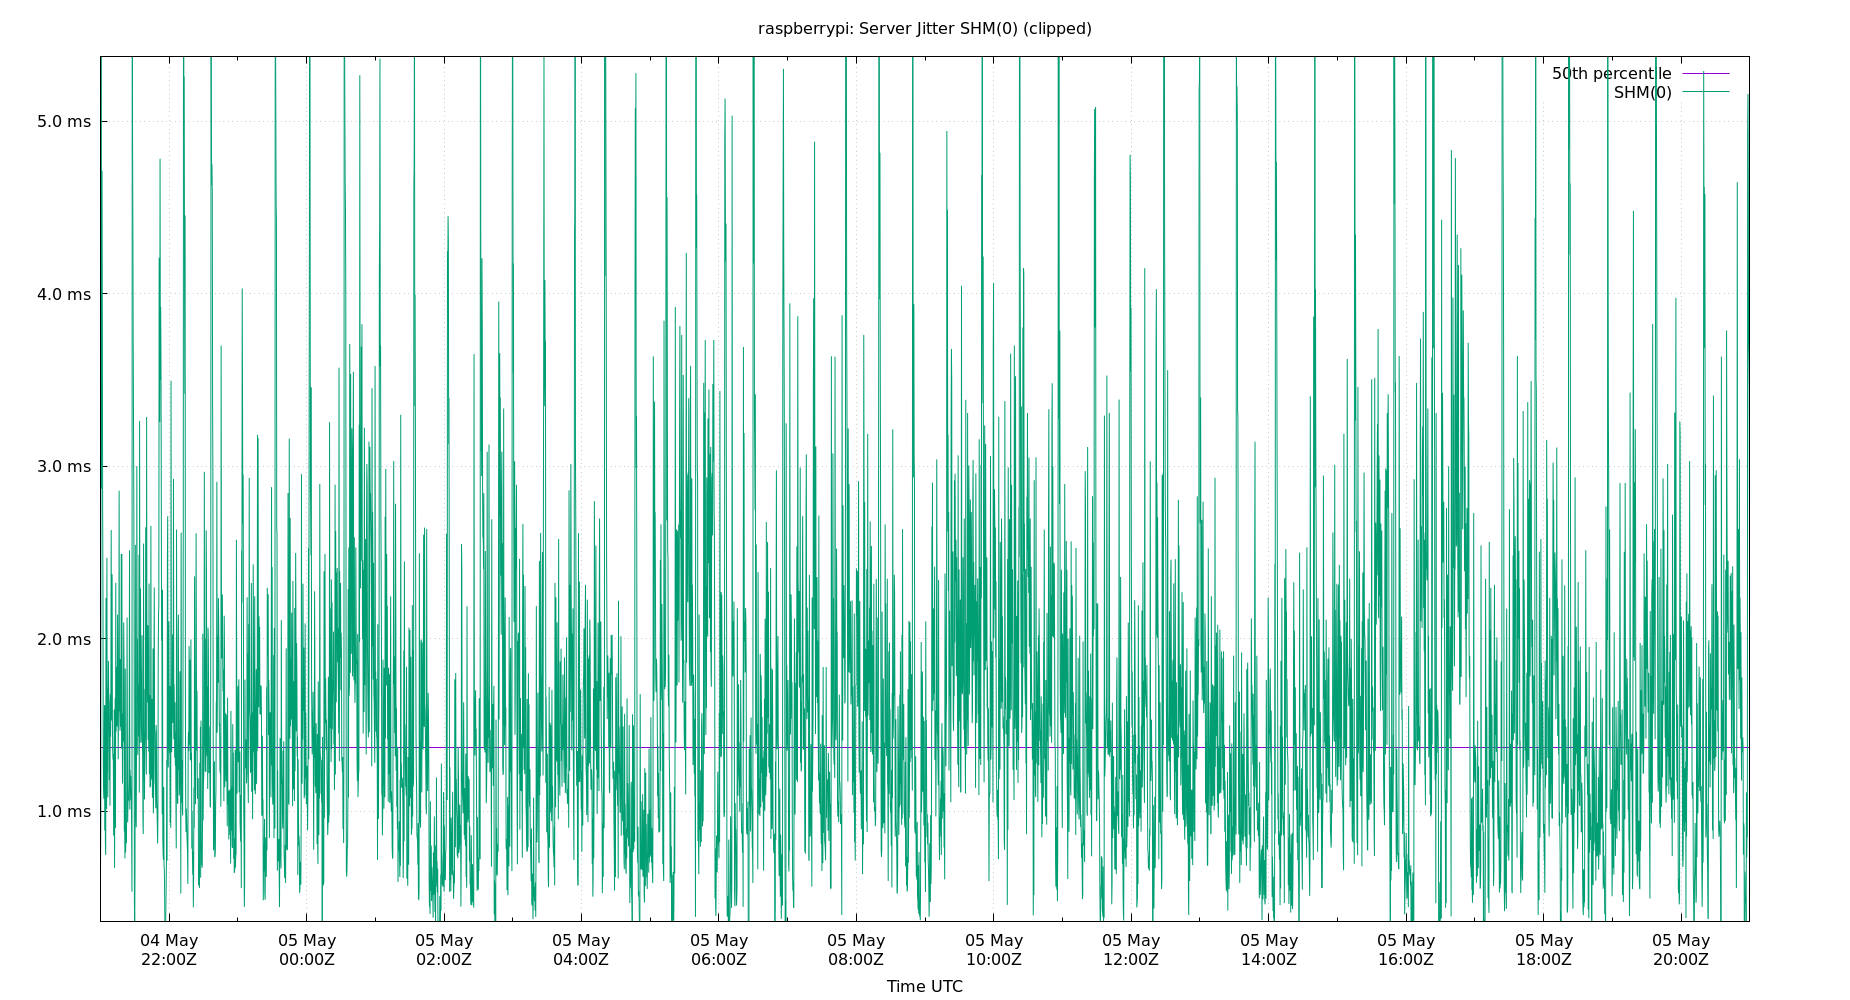 raspberrypi: Server Jitter SHM(0) (clipped)
50th percentile
SHM(0)
5.0 ms
4.0 ms
3.0 ms
2.0 ms
1.0 ms
04 May 05 May 05 May 05 May 05 May 05 May 05 May 05 May 05 May 05 May 05 May 05 May
22:00Z 00:00Z 02:00Z 04:00Z 06:00Z 08:00Z 10:00Z 12:00Z 14:00Z 16:00Z 18:00Z 20:00Z
Time UTC